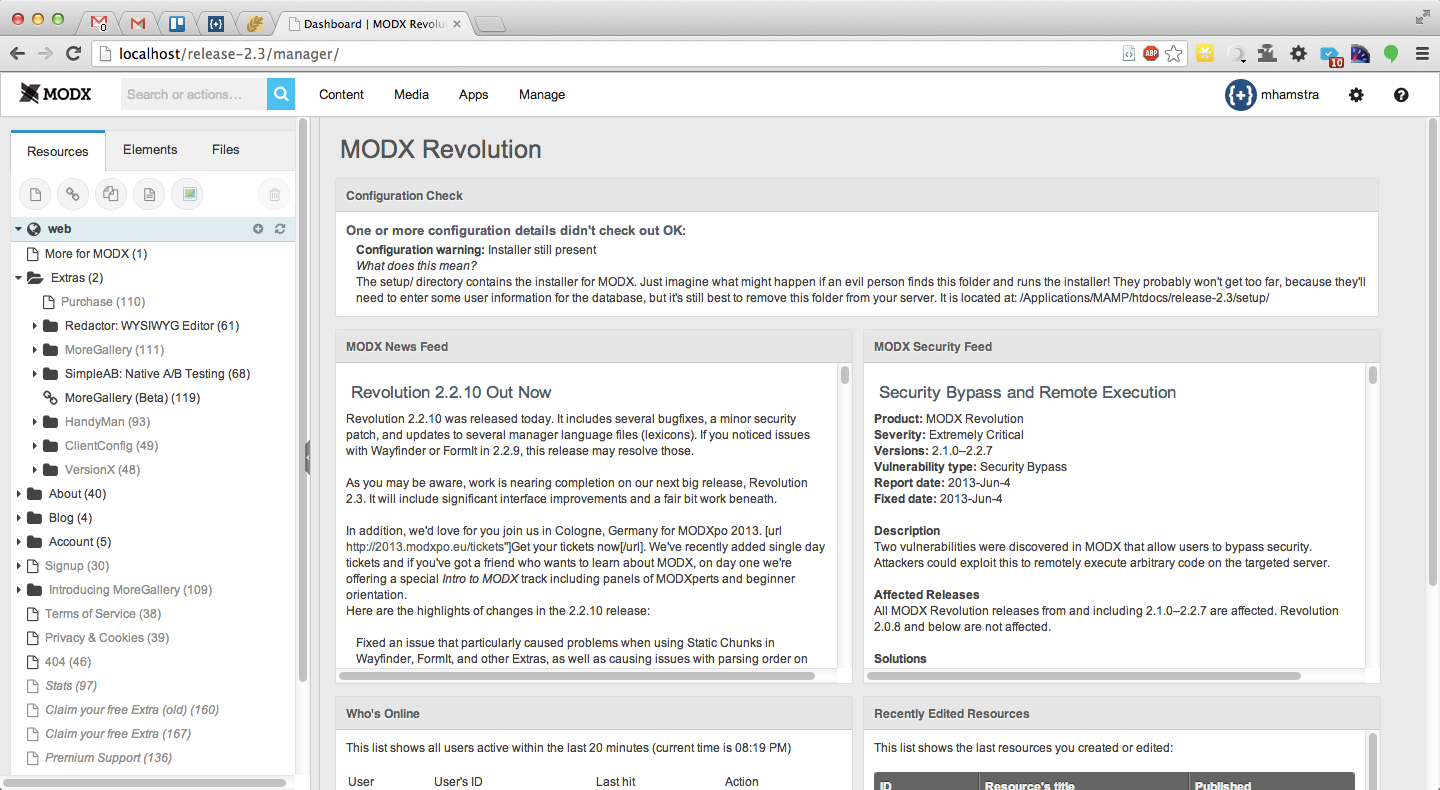 0
Dashboard | MODX Revolu
localhost/release-2.3/manager/
ABP
10
MODX
Search or actions...
Content
Media
Apps
Manage
{+}
mhamstra
Resources
Elements
Files
web
More for MODX (1)
Extras (2)
Purchase (110)
Redactor: WYSIWYG Editor (61)
MoreGallery (111)
SimpleAB: Native A/B Testing (68)
MoreGallery (Beta) (119)
HandyMan (93)
ClientConfig (49)
VersionX (48)
About (40)
Blog (4)
Account (5)
Signup (30)
Introducing MoreGallery (109)
Terms of Service (38)
Privacy & Cookies (39)
404 (46)
Stats (97)
Claim your free Extra (old) (160)
Claim your free Extra (167)
Premium Support (136)
MODX Revolution
Configuration Check
One or more configuration details didn't check out OK:
Configuration warning: Installer still present
What does this mean?
The setup/ directory contains the installer for MODX. Just imagine what might happen if an evil person finds this folder and runs the installer! They probably won't get too far, because they'll
need to enter some user information for the database, but it's still best to remove this folder from your server. It is located at: /Applications/MAMP/htdocs/release-2.3/setup/
MODX News Feed
Revolution 2.2.10 Out Now
Revolution 2.2.10 was released today. It includes several bugfixes, a minor security
patch, and updates to several manager language files (lexicons). If you noticed issues
with Wayfinder or FormIt in 2.2.9, this release may resolve those.
As you may be aware, work is nearing completion on our next big release, Revolution
2.3. It will include significant interface improvements and a fair bit work beneath.
In addition, we'd love for you join us in Cologne, Germany for MODXpo 2013. [url
http://2013.modxpo.eu/tickets"]Get your tickets now[/url]. We've recently added single day
tickets and if you've got a friend who wants to learn about MODX, on day one we're
offering a special Intro to MODX track including panels of MODXperts and beginner
orientation.
Here are the highlights of changes in the 2.2.10 release:
Fixed an issue that particularly caused problems when using Static Chunks in
Wayfinder, FormIt, and other Extras, as well as causing issues with parsing order on
MODX Security Feed
Security Bypass and Remote Execution
Product: MODX Revolution
Severity: Extremely Critical
Versions: 2.1.0–2.2.7
Vulnerability type: Security Bypass
Report date: 2013-Jun-4
Fixed date: 2013-Jun-4
Description
Two vulnerabilities were discovered in MODX that allow users to bypass security.
Attackers could exploit this to remotely execute arbitrary code on the targeted server.
Affected Releases
All MODX Revolution releases from and including 2.1.0–2.2.7 are affected. Revolution
2.0.8 and below are not affected.
Solutions
Who's Online
This list shows all users active within the last 20 minutes (current time is 08:19 PM)
User
User's ID
Last hit
Action
Recently Edited Resources
This list shows the last resources you created or edited:
ID
Resource's title
Published